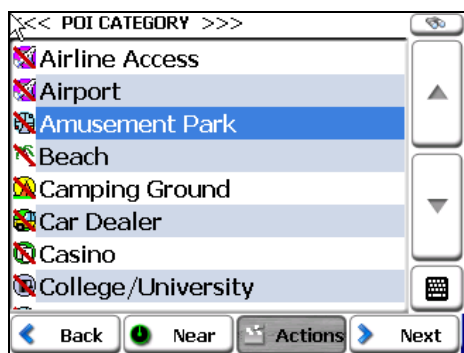 << POI CATEGORY >>>
Airline Access
Airport
Amusement Park
Beach
Camping Ground
Car Dealer
Casino
College/University
Back Near Actions Next